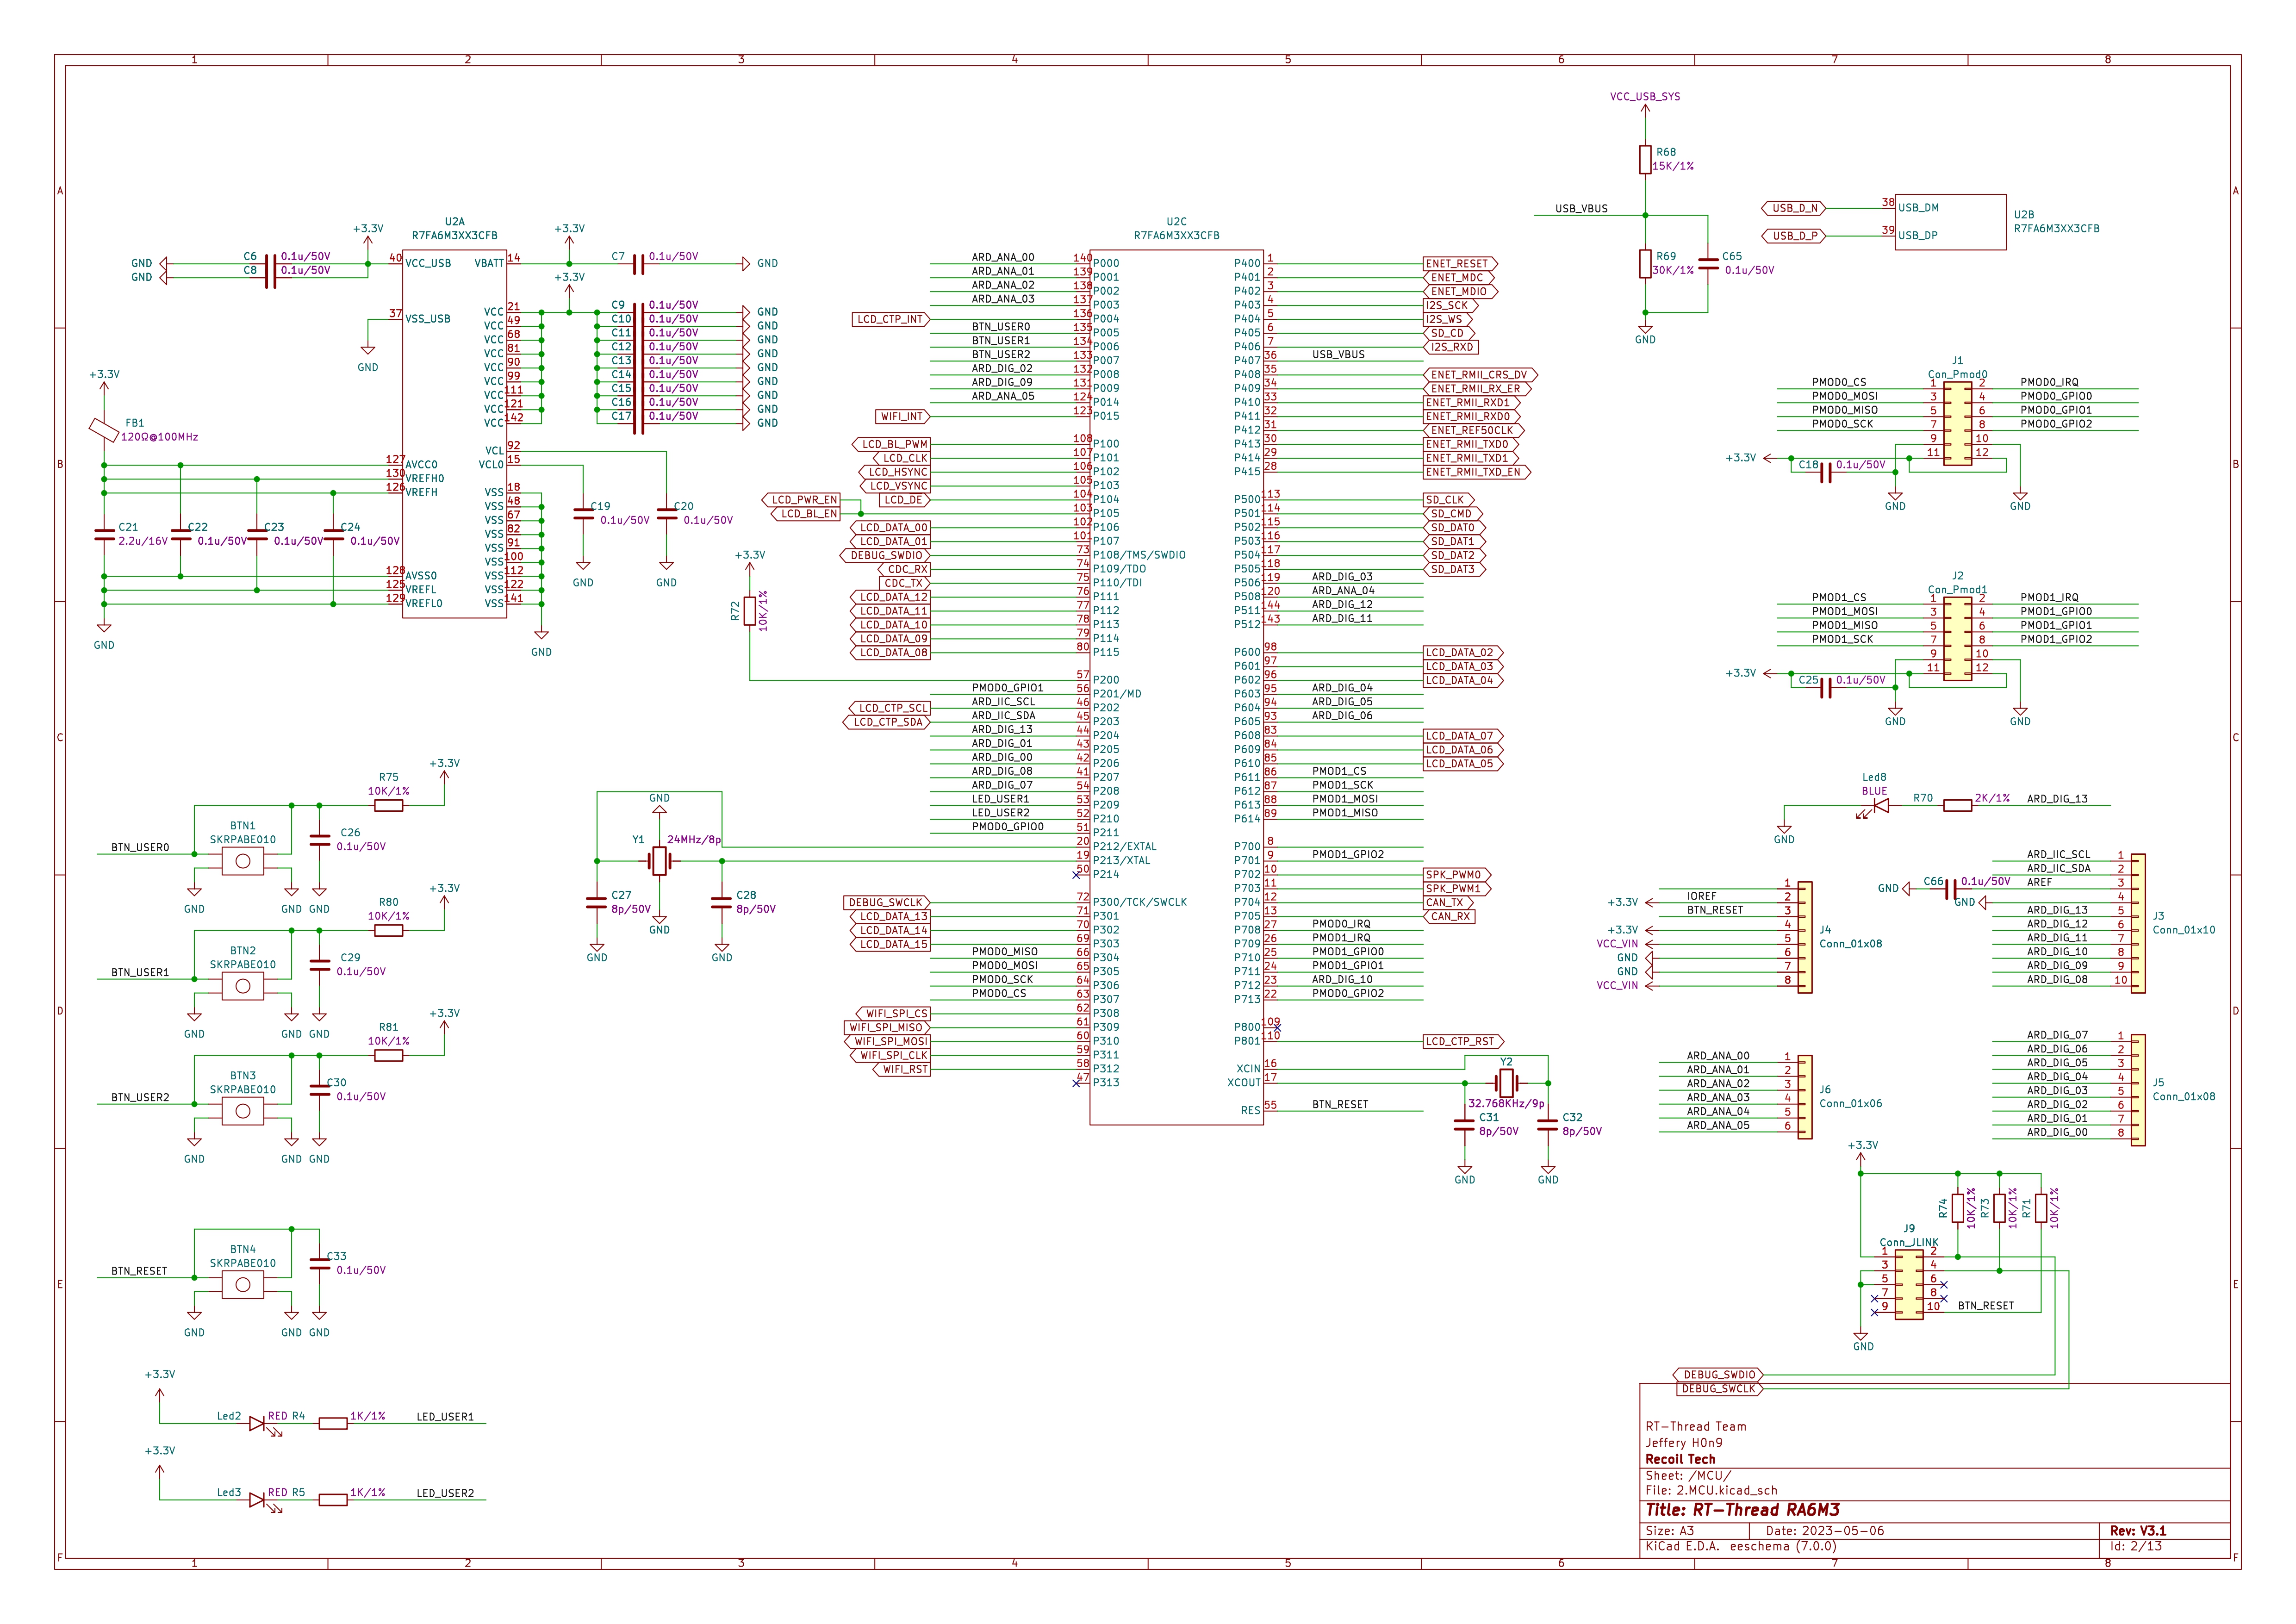 1 2 3 4 5 6 7 8
A B C D E F
VCC_USB_SYS
R68
15K/1%
USB_VBUS
R69
30K/1%
C65
0.1u/50V
GND
USB_D_N 38 USB_DM
USB_D_P 39 USB_DP
U2B
R7FA6M3XX3CFB
U2A
R7FA6M3XX3CFB
+3.3V
+3.3V
GND C6 0.1u/50V 40 VCC_USB
GND C8 0.1u/50V
VBATT 14 C7 0.1u/50V GND
+3.3V
37 VSS_USB
GND
VCC 21 C9 0.1u/50V GND
VCC 49 C10 0.1u/50V GND
VCC 68 C11 0.1u/50V GND
VCC 81 C12 0.1u/50V GND
VCC 90 C13 0.1u/50V GND
VCC 99 C14 0.1u/50V GND
VCC 111 C15 0.1u/50V GND
VCC 121 C16 0.1u/50V GND
VCC 142 C17 0.1u/50V GND
+3.3V
FB1
120Ω@100MHz
VCL 92
VCL0 15
127 AVCC0
130 VREFH0
126 VREFH
C21 2.2u/16V
C22 0.1u/50V
C23 0.1u/50V
C24 0.1u/50V
128 AVSS0
125 VREFL
129 VREFL0
GND
VSS 18
VSS 48
VSS 67
VSS 82
VSS 91
VSS 100
VSS 112
VSS 122
VSS 141
GND
C19 0.1u/50V GND
C20 0.1u/50V GND
+3.3V
R72 10K/1%
U2C
R7FA6M3XX3CFB
ARD_ANA_00 140 P000
ARD_ANA_01 139 P001
ARD_ANA_02 138 P002
ARD_ANA_03 137 P003
LCD_CTP_INT 136 P004
BTN_USER0 135 P005
BTN_USER1 134 P006
BTN_USER2 133 P007
ARD_DIG_02 132 P008
ARD_DIG_09 131 P009
ARD_ANA_05 124 P014
WIFI_INT 123 P015
LCD_BL_PWM 108 P100
LCD_CLK 107 P101
LCD_HSYNC 106 P102
LCD_VSYNC 105 P103
LCD_PWR_EN LCD_DE 104 P104
LCD_BL_EN 103 P105
LCD_DATA_00 102 P106
LCD_DATA_01 101 P107
DEBUG_SWDIO 73 P108/TMS/SWDIO
CDC_RX 74 P109/TDO
CDC_TX 75 P110/TDI
LCD_DATA_12 76 P111
LCD_DATA_11 77 P112
LCD_DATA_10 78 P113
LCD_DATA_09 79 P114
LCD_DATA_08 80 P115
57 P200
PMOD0_GPIO1 56 P201/MD
LCD_CTP_SCL ARD_IIC_SCL 46 P202
LCD_CTP_SDA ARD_IIC_SDA 45 P203
ARD_DIG_13 44 P204
ARD_DIG_01 43 P205
ARD_DIG_00 42 P206
ARD_DIG_08 41 P207
ARD_DIG_07 54 P208
LED_USER1 53 P209
LED_USER2 52 P210
PMOD0_GPIO0 51 P211
20 P212/EXTAL
19 P213/XTAL
50 P214
DEBUG_SWCLK 72 P300/TCK/SWCLK
LCD_DATA_13 71 P301
LCD_DATA_14 70 P302
LCD_DATA_15 69 P303
PMOD0_MISO 66 P304
PMOD0_MOSI 65 P305
PMOD0_SCK 64 P306
PMOD0_CS 63 P307
WIFI_SPI_CS 62 P308
WIFI_SPI_MISO 61 P309
WIFI_SPI_MOSI 60 P310
WIFI_SPI_CLK 59 P311
WIFI_RST 58 P312
47 P313
P400 1 ENET_RESET
P401 2 ENET_MDC
P402 3 ENET_MDIO
P403 4 I2S_SCK
P404 5 I2S_WS
P405 6 SD_CD
P406 7 I2S_RXD
P407 36 USB_VBUS
P408 35 ENET_RMII_CRS_DV
P409 34 ENET_RMII_RX_ER
P410 33 ENET_RMII_RXD1
P411 32 ENET_RMII_RXD0
P412 31 ENET_REF50CLK
P413 30 ENET_RMII_TXD0
P414 29 ENET_RMII_TXD1
P415 28 ENET_RMII_TXD_EN
P500 113 SD_CLK
P501 114 SD_CMD
P502 115 SD_DAT0
P503 116 SD_DAT1
P504 117 SD_DAT2
P505 118 SD_DAT3
P506 119 ARD_DIG_03
P508 120 ARD_ANA_04
P511 144 ARD_DIG_12
P512 143 ARD_DIG_11
P600 98 LCD_DATA_02
P601 97 LCD_DATA_03
P602 96 LCD_DATA_04
P603 95 ARD_DIG_04
P604 94 ARD_DIG_05
P605 93 ARD_DIG_06
P608 83 LCD_DATA_07
P609 84 LCD_DATA_06
P610 85 LCD_DATA_05
P611 86 PMOD1_CS
P612 87 PMOD1_SCK
P613 88 PMOD1_MOSI
P614 89 PMOD1_MISO
P700 8
P701 9 PMOD1_GPIO2
P702 10 SPK_PWM0
P703 11 SPK_PWM1
P704 12 CAN_TX
P705 13 CAN_RX
P708 27 PMOD0_IRQ
P709 26 PMOD1_IRQ
P710 25 PMOD1_GPIO0
P711 24 PMOD1_GPIO1
P712 23 ARD_DIG_10
P713 22 PMOD0_GPIO2
P800 109
P801 110 LCD_CTP_RST
XCIN 16
XCOUT 17
RES 55 BTN_RESET
Y2
32.768KHz/9p
C31 8p/50V GND
C32 8p/50V GND
GND
Y1 24MHz/8p
GND
C27 8p/50V GND
C28 8p/50V GND
R75 10K/1% +3.3V
BTN1
SKRPABE010
C26 0.1u/50V
BTN_USER0
GND GND GND
R80 10K/1% +3.3V
BTN2
SKRPABE010
C29 0.1u/50V
BTN_USER1
GND GND GND
R81 10K/1% +3.3V
BTN3
SKRPABE010
C30 0.1u/50V
BTN_USER2
GND GND GND
BTN4
SKRPABE010
C33 0.1u/50V
BTN_RESET
GND GND GND
+3.3V
Led2 RED R4 1K/1% LED_USER1
+3.3V
Led3 RED R5 1K/1% LED_USER2
J1
Con_Pmod0
PMOD0_CS 1 2 PMOD0_IRQ
PMOD0_MOSI 3 4 PMOD0_GPIO0
PMOD0_MISO 5 6 PMOD0_GPIO1
PMOD0_SCK 7 8 PMOD0_GPIO2
9 10
+3.3V 11 12
C18 0.1u/50V
GND GND
J2
Con_Pmod1
PMOD1_CS 1 2 PMOD1_IRQ
PMOD1_MOSI 3 4 PMOD1_GPIO0
PMOD1_MISO 5 6 PMOD1_GPIO1
PMOD1_SCK 7 8 PMOD1_GPIO2
9 10
+3.3V 11 12
C25 0.1u/50V
GND GND
Led8
BLUE R70 2K/1% ARD_DIG_13
GND
1
+3.3V IOREF 2
BTN_RESET 3
+3.3V 4
VCC_VIN 5
GND 6
GND 7
VCC_VIN 8
J4
Conn_01x08
ARD_IIC_SCL 1
ARD_IIC_SDA 2
GND C66 0.1u/50V AREF 3
GND 4
ARD_DIG_13 5
ARD_DIG_12 6
ARD_DIG_11 7
ARD_DIG_10 8
ARD_DIG_09 9
ARD_DIG_08 10
J3
Conn_01x10
ARD_ANA_00 1
ARD_ANA_01 2
ARD_ANA_02 3
ARD_ANA_03 4
ARD_ANA_04 5
ARD_ANA_05 6
J6
Conn_01x06
ARD_DIG_07 1
ARD_DIG_06 2
ARD_DIG_05 3
ARD_DIG_04 4
ARD_DIG_03 5
ARD_DIG_02 6
ARD_DIG_01 7
ARD_DIG_00 8
J5
Conn_01x08
+3.3V
R74 10K/1%
R73 10K/1%
R71 10K/1%
J9
Conn_JLINK
1 2
3 4
5 6
7 8
9 10 BTN_RESET
GND
DEBUG_SWDIO
DEBUG_SWCLK
RT-Thread Team
Jeffery H0n9
Recoil Tech
Sheet: /MCU/
File: 2.MCU.kicad_sch
Title: RT-Thread RA6M3
Size: A3 Date: 2023-05-06 Rev: V3.1
KiCad E.D.A. eeschema (7.0.0) Id: 2/13
1 2 3 4 5 6 7 8
A B C D E F